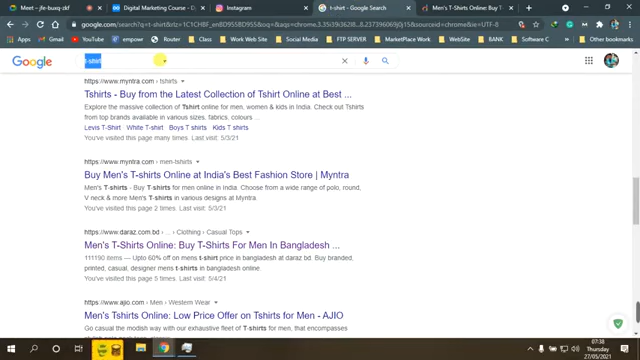 Meet – jie-buoq-zkf
Digital Marketing Course -
Instagram
t-shirt - Google Search
Men's T-Shirts Online: Buy T-
Apps
Gmail
YouTube
empower
Profile
rbook
Class
Work Web Site
Social Work
FTP SERVER
MarketPlace Work
Website
BANK
Software C
Google
t-shirt
https://www.myntra.com › tshirts
Tshirts - Buy from the Latest Collection of Tshirt Online at Best ...
Explore the massive collection of Tshirt online for men, women & kids in India. Check out Tshirts
from top brands available in various sizes, fabrics, colours ...
Levis T-Shirt · White T-shirt · Boys T shirts · Kids T shirts
You've visited this page many times. Last visit: 5/3/21
https://www.myntra.com › men-tshirts
Buy Men's T-shirts Online at India's Best Fashion Store | Myntra
Men's T-shirts - Buy T-Shirts for men online in India. Choose from a wide range of polo, round,
V neck & more Men's T-shirts in various designs at Myntra.
You've visited this page 2 times. Last visit: 5/3/21
https://www.daraz.com.bd › ... › Clothing › Casual Tops
Men's T-Shirts Online: Buy T-Shirts For Men In Bangladesh ...
111190 items — Upto 60% off on mens t-shirt price in bangladesh at daraz bd. Buy branded,
printed, casual, designer mens t-shirts in bangladesh online.
You've visited this page 5 times. Last visit: 5/4/21
https://www.ajio.com › Men › Western Wear
Men's Tshirts Online: Low Price Offer on Tshirts for Men - AJIO
Go casual the modish way with our exhaustive fleet of T-shirts for men, that encompasses
07:38
Thursday
27/05/2021